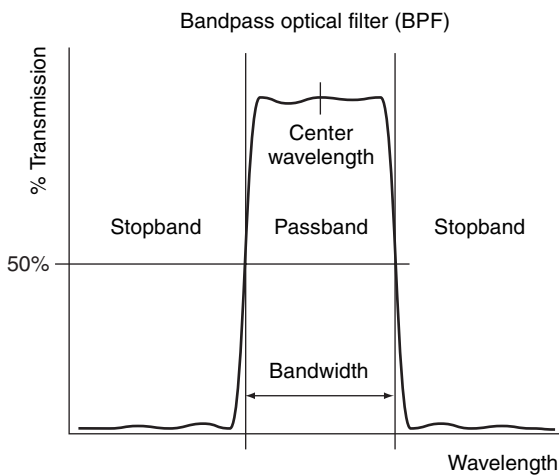 Bandpass optical filter (BPF)
% Transmission
Center
wavelength
Stopband
Passband
Stopband
50%
Bandwidth
Wavelength